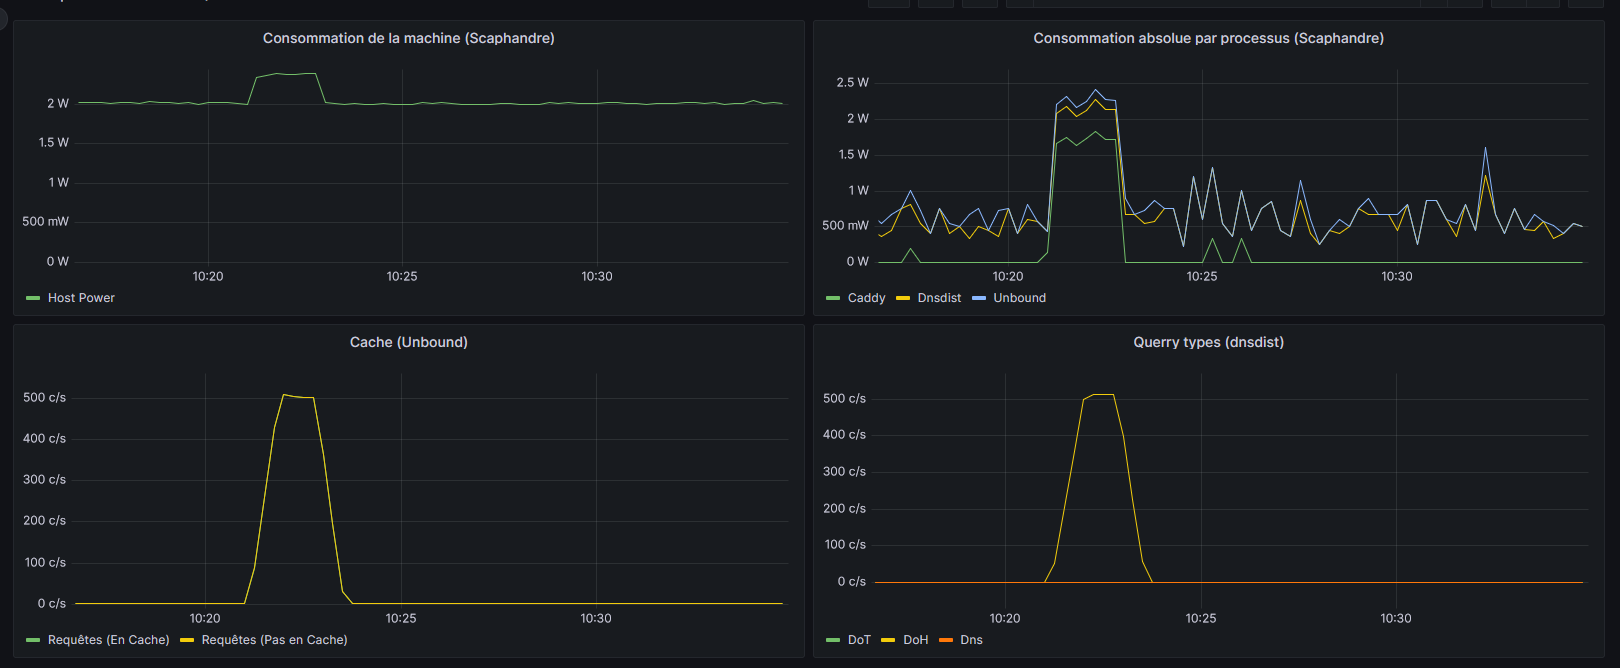 Consommation de la machine (Scaphandre)
2 W
1.5 W
1 W
500 mW
0 W
10:20 10:25 10:30
Host Power
Consommation absolue par processus (Scaphandre)
2.5 W
2 W
1.5 W
1 W
500 mW
0 W
10:20 10:25 10:30
Caddy Dnsdist Unbound
Cache (Unbound)
500 c/s
400 c/s
300 c/s
200 c/s
100 c/s
0 c/s
10:20 10:25 10:30
Requêtes (En Cache) Requêtes (Pas en Cache)
Querry types (dnsdist)
500 c/s
400 c/s
300 c/s
200 c/s
100 c/s
0 c/s
10:20 10:25 10:30
DoT DoH Dns